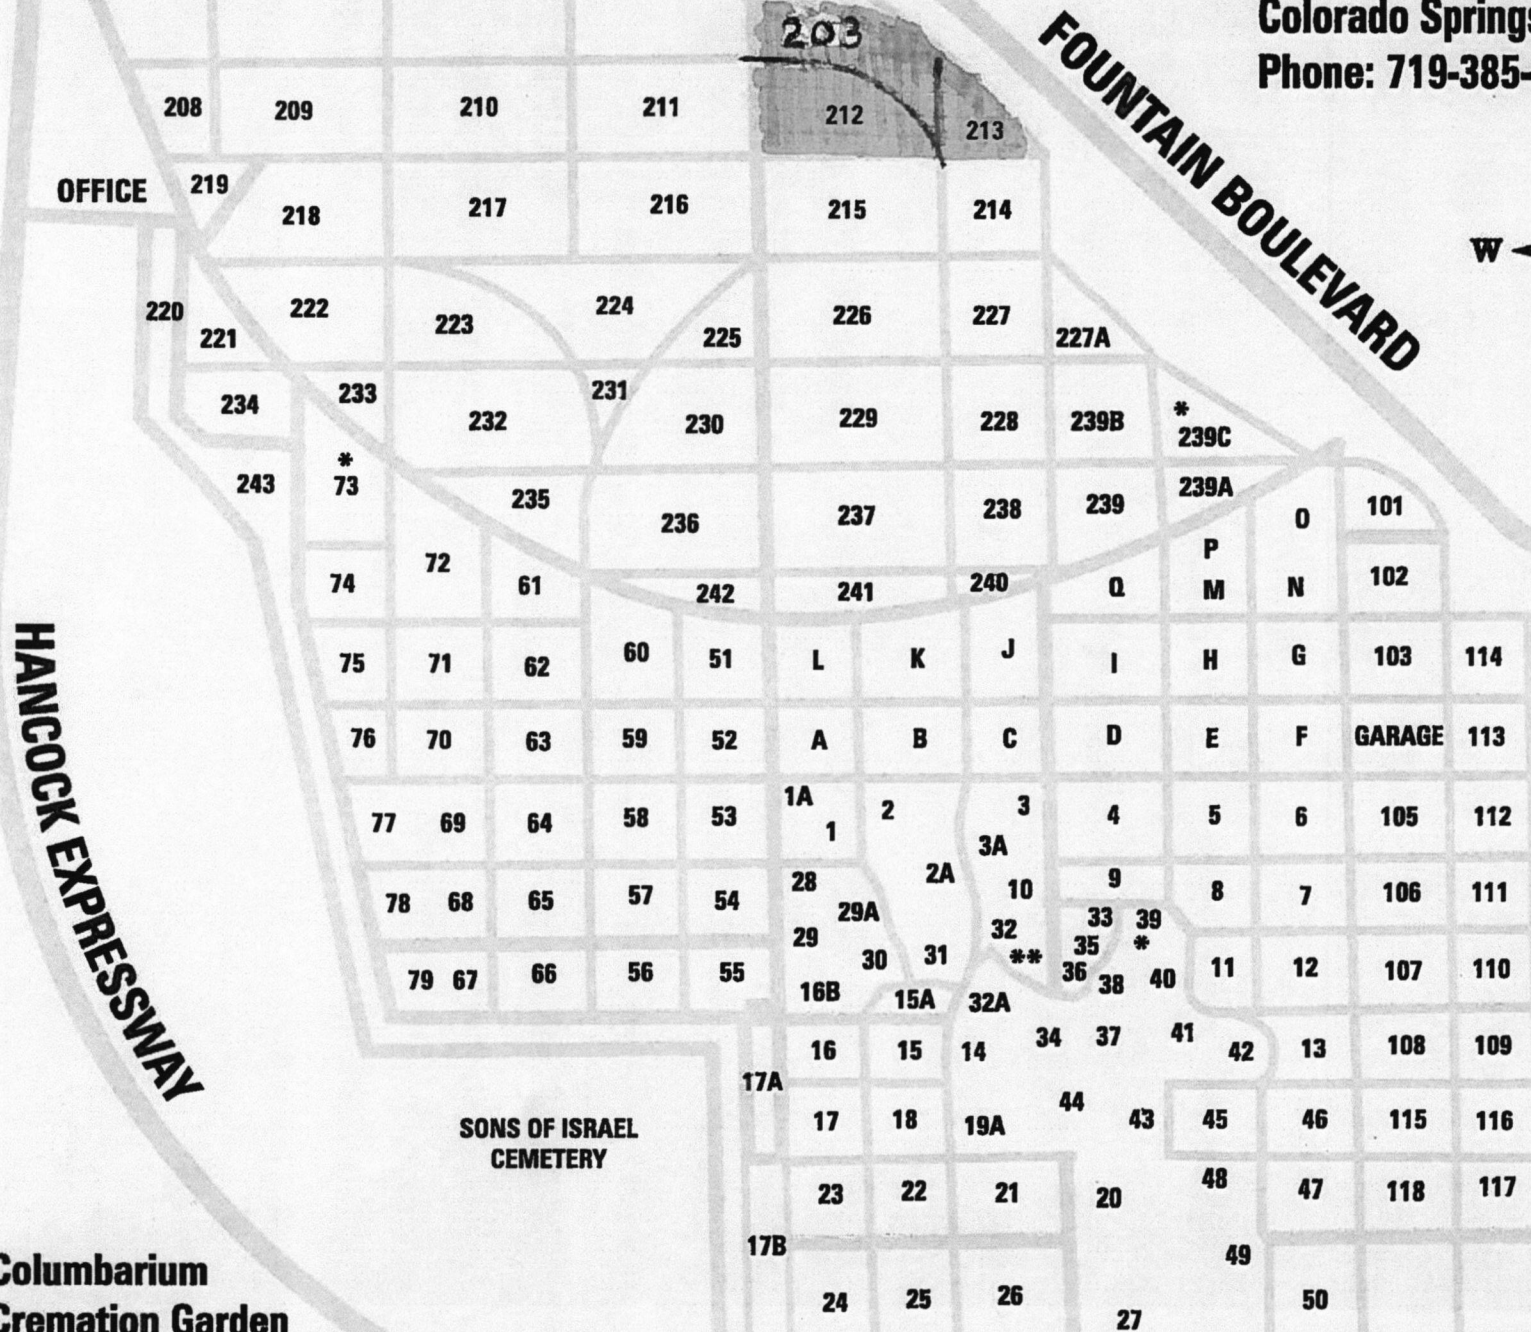 Colorado Springs
Phone: 719-385-
203
FOUNTAIN BOULEVARD
208 209 210 211 212 213
OFFICE 219 218 217 216 215 214
W
220 221 222 223 224 225 226 227 227A
234 233 232 231 230 229 228 239B * 239C
243 * 73 235 236 237 238 239 239A O 101
72 P
74 61 242 241 240 Q M N 102
HANCOCK EXPRESSWAY
75 71 62 60 51 L K J I H G 103 114
76 70 63 59 52 A B C D E F GARAGE 113
1A 2 3
77 69 64 58 53 1 4 5 6 105 112
3A
28 2A 10 9
78 68 65 57 54 29A 8 7 106 111
29 32 33 39
30 31 ** 35 *
79 67 66 56 55 36 38 40 11 12 107 110
16B 15A 32A
16 15 14 34 37 41 42 13 108 109
17A 44
17 18 19A 43 45 46 115 116
SONS OF ISRAEL
CEMETERY
23 22 21 20 48 47 118 117
17B 49
24 25 26 27 50
Columbarium
Cremation Garden